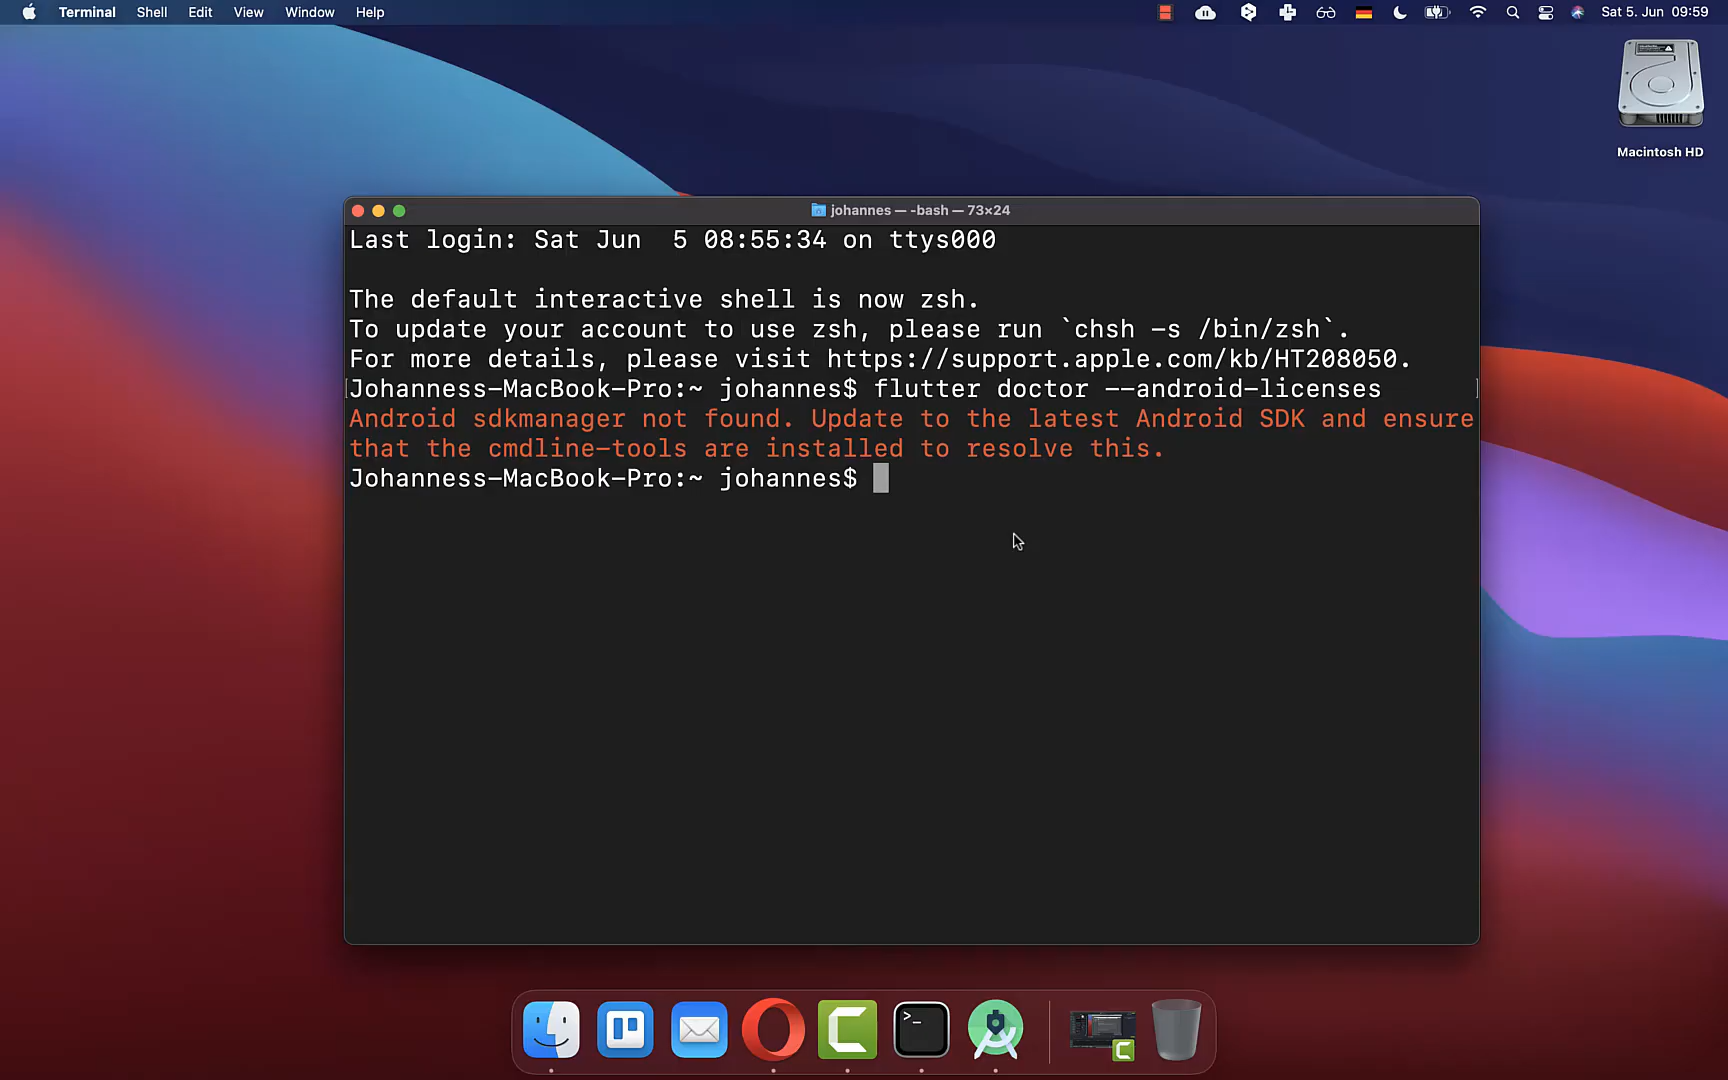 Terminal Shell Edit View Window Help Sat 5. Jun 09:59
Macintosh HD
johannes — -bash — 73×24
Last login: Sat Jun  5 08:55:34 on ttys000
The default interactive shell is now zsh.
To update your account to use zsh, please run `chsh -s /bin/zsh`.
For more details, please visit https://support.apple.com/kb/HT208050.
Johanness-MacBook-Pro:~ johannes$ flutter doctor --android-licenses
Android sdkmanager not found. Update to the latest Android SDK and ensure
that the cmdline-tools are installed to resolve this.
Johanness-MacBook-Pro:~ johannes$